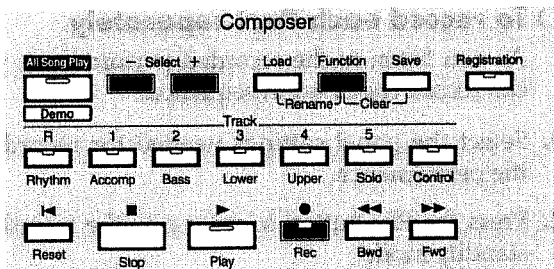 Composer
All Song Play
− Select +
Load Function Save Registration
Rename Clear
Demo
Track
R 1 2 3 4 5
Rhythm Accomp Bass Lower Upper Solo Control
Reset Stop Play Rec Bwd Fwd